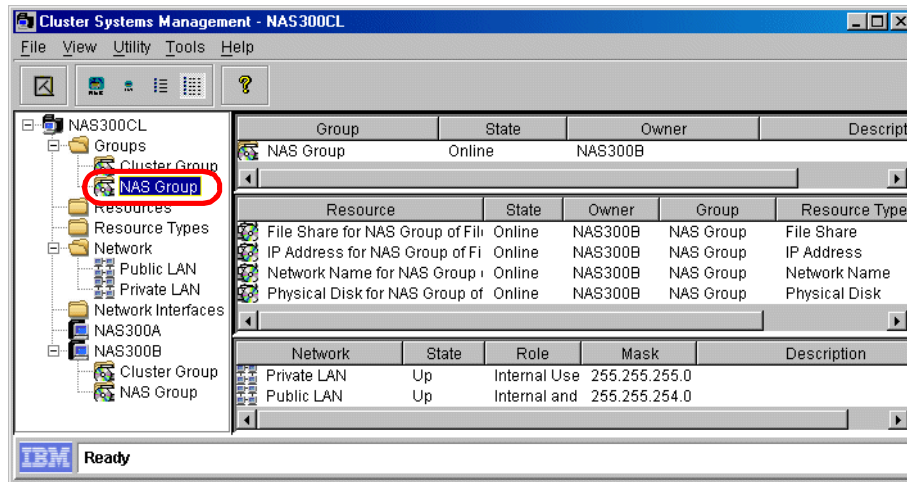 Cluster Systems Management - NAS300CL
File View Utility Tools Help
NAS300CL
Groups
Cluster Group
NAS Group
Resources
Resource Types
Network
Public LAN
Private LAN
Network Interfaces
NAS300A
NAS300B
Cluster Group
NAS Group
Group State Owner Descript
NAS Group Online NAS300B
Resource State Owner Group Resource Type
File Share for NAS Group of Fil Online NAS300B NAS Group File Share
IP Address for NAS Group of Fi Online NAS300B NAS Group IP Address
Network Name for NAS Group Online NAS300B NAS Group Network Name
Physical Disk for NAS Group of Online NAS300B NAS Group Physical Disk
Network State Role Mask Description
Private LAN Up Internal Use 255.255.255.0
Public LAN Up Internal and 255.255.254.0
IBM Ready